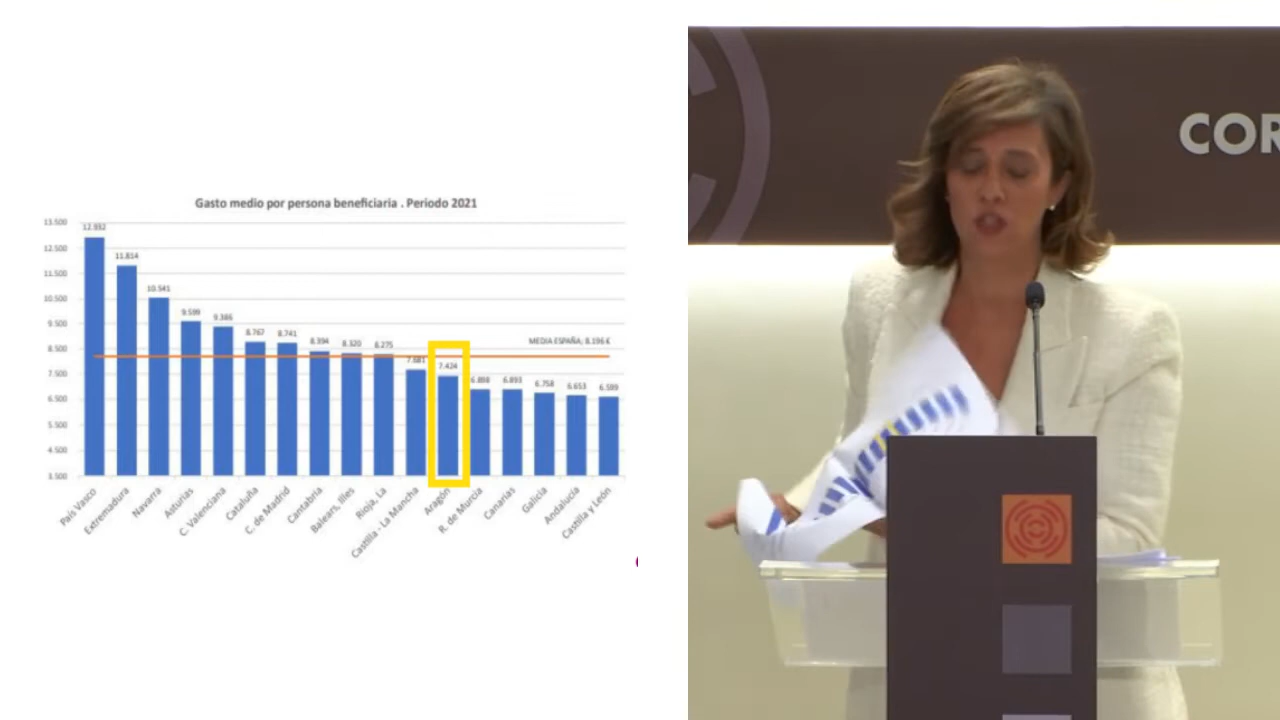 Gasto medio por persona beneficiaria . Periodo 2021
13.500
12.500
11.500
10.500
9.500
8.500
7.500
6.500
5.500
4.500
3.500
12.932
11.814
10.541
9.599
9.386
8.767
8.741
8.394
8.320
8.275
7.681
7.424
6.898
6.893
6.758
6.653
6.599
MEDIA ESPAÑA; 8.196 €
País Vasco
Extremadura
Navarra
Asturias
C. Valenciana
Cataluña
C. de Madrid
Cantabria
Balears, Illes
Rioja, La
Castilla - La Mancha
Aragón
R. de Murcia
Canarias
Galicia
Andalucía
Castilla y León
COR